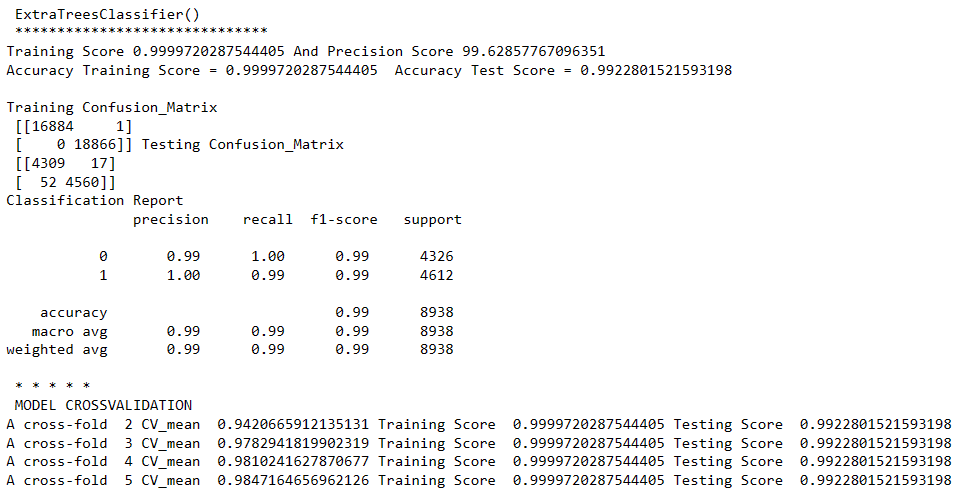 ExtraTreesClassifier()
******************************
Training Score 0.9999720287544405 And Precision Score 99.62857767096351
Accuracy Training Score = 0.9999720287544405  Accuracy Test Score = 0.9922801521593198
Training Confusion_Matrix
[[16884     1]
[    0 18866]] Testing Confusion_Matrix
[[4309   17]
[  52 4560]]
Classification Report
precision    recall  f1-score   support
0       0.99      1.00      0.99      4326
1       1.00      0.99      0.99      4612
accuracy                           0.99      8938
macro avg       0.99      0.99      0.99      8938
weighted avg       0.99      0.99      0.99      8938
* * * * *
MODEL CROSSVALIDATION
A cross-fold  2 CV_mean  0.9420665912135131 Training Score  0.9999720287544405 Testing Score  0.9922801521593198
A cross-fold  3 CV_mean  0.9782941819902319 Training Score  0.9999720287544405 Testing Score  0.9922801521593198
A cross-fold  4 CV_mean  0.9810241627870677 Training Score  0.9999720287544405 Testing Score  0.9922801521593198
A cross-fold  5 CV_mean  0.9847164656962126 Training Score  0.9999720287544405 Testing Score  0.9922801521593198